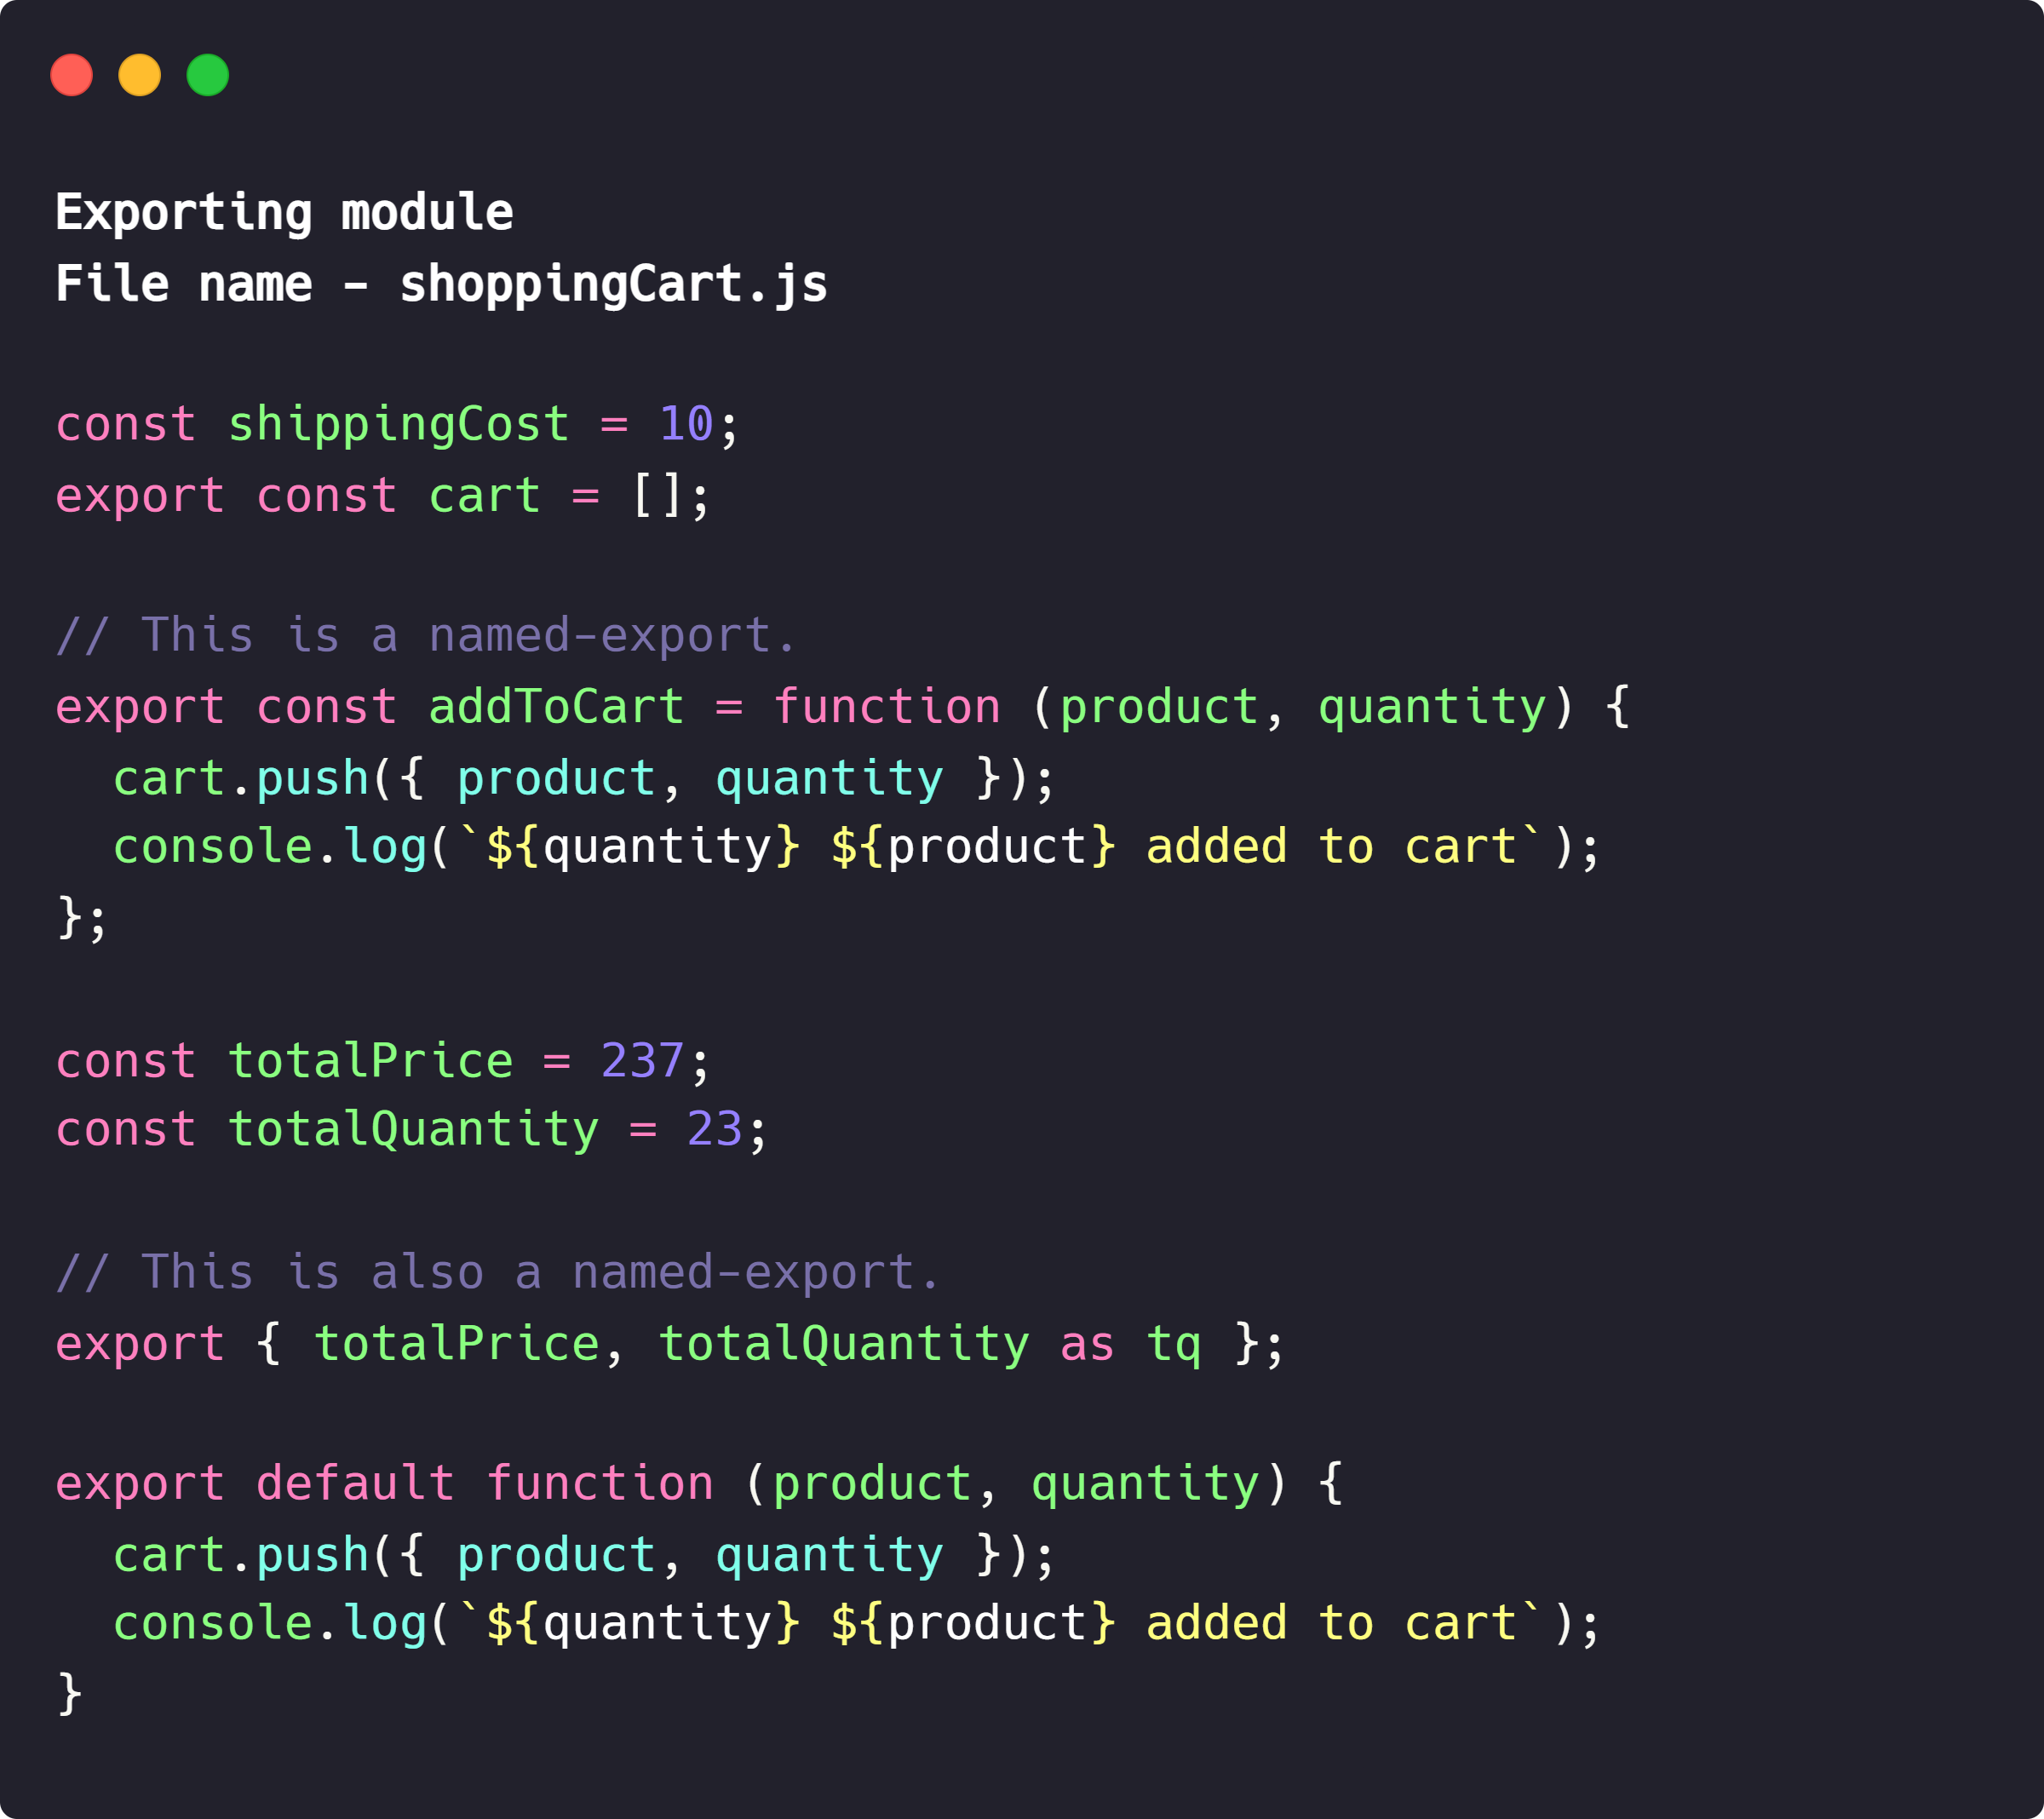 Exporting module
File name - shoppingCart.js
const shippingCost = 10;
export const cart = [];
// This is a named-export.
export const addToCart = function (product, quantity) {
  cart.push({ product, quantity });
  console.log(`${quantity} ${product} added to cart`);
};
const totalPrice = 237;
const totalQuantity = 23;
// This is also a named-export.
export { totalPrice, totalQuantity as tq };
export default function (product, quantity) {
  cart.push({ product, quantity });
  console.log(`${quantity} ${product} added to cart`);
}